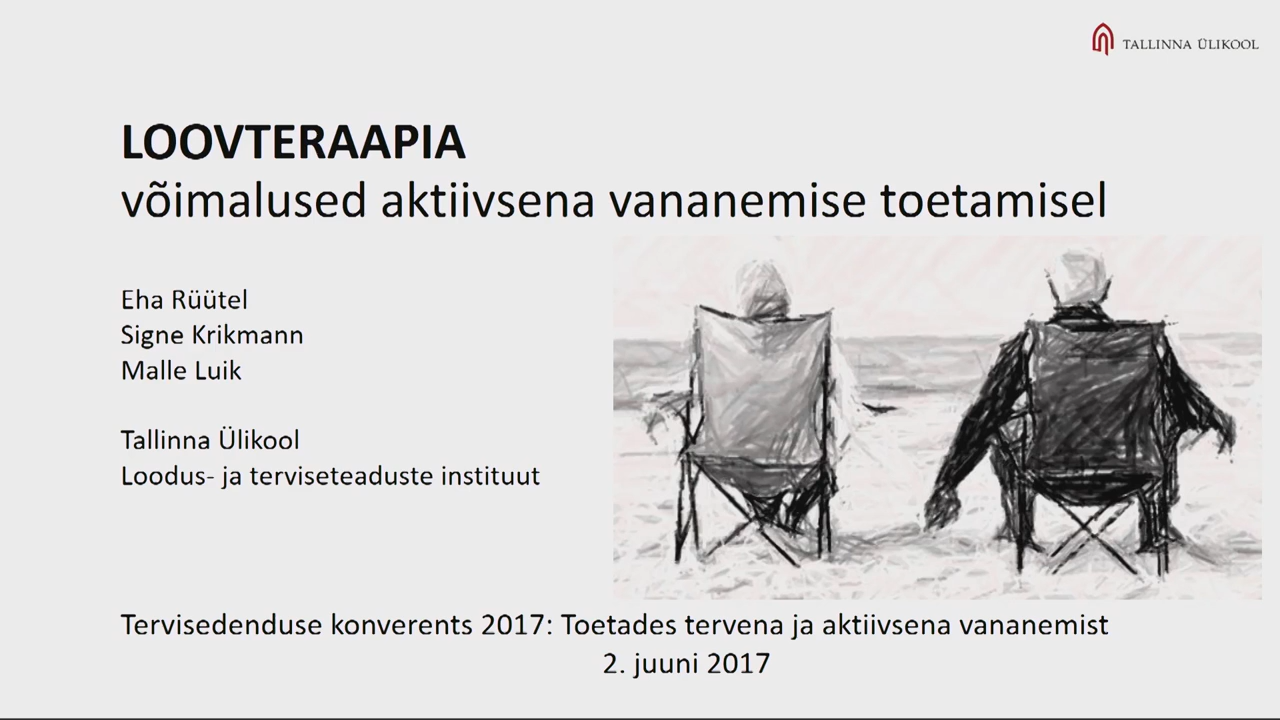 TALLINNA ÜLIKOOL
LOOVTERAAPIA
võimalused aktiivsena vananemise toetamisel
Eha Rüütel
Signe Krikmann
Malle Luik
Tallinna Ülikool
Loodus- ja terviseteaduste instituut
Tervisedenduse konverents 2017: Toetades tervena ja aktiivsena vananemist
2. juuni 2017